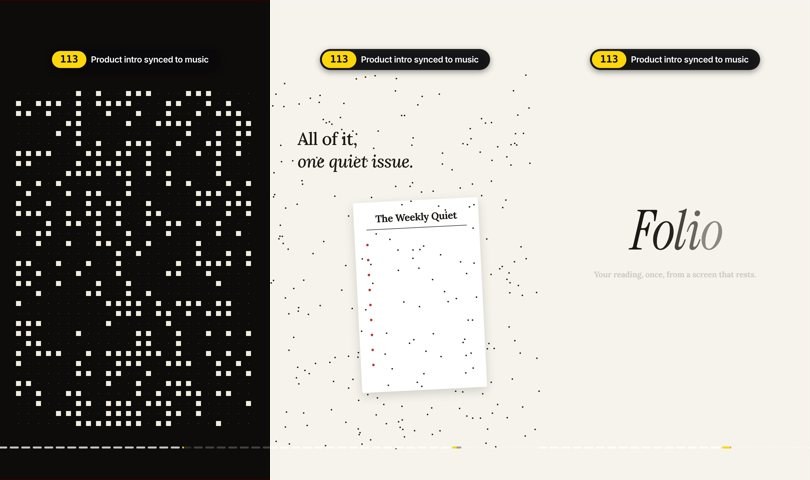 113 Product intro synced to music
113 Product intro synced to music
All of it,
one quiet issue.
The Weekly Quiet
113 Product intro synced to music
Folio
Your reading, once, from a screen that rests.